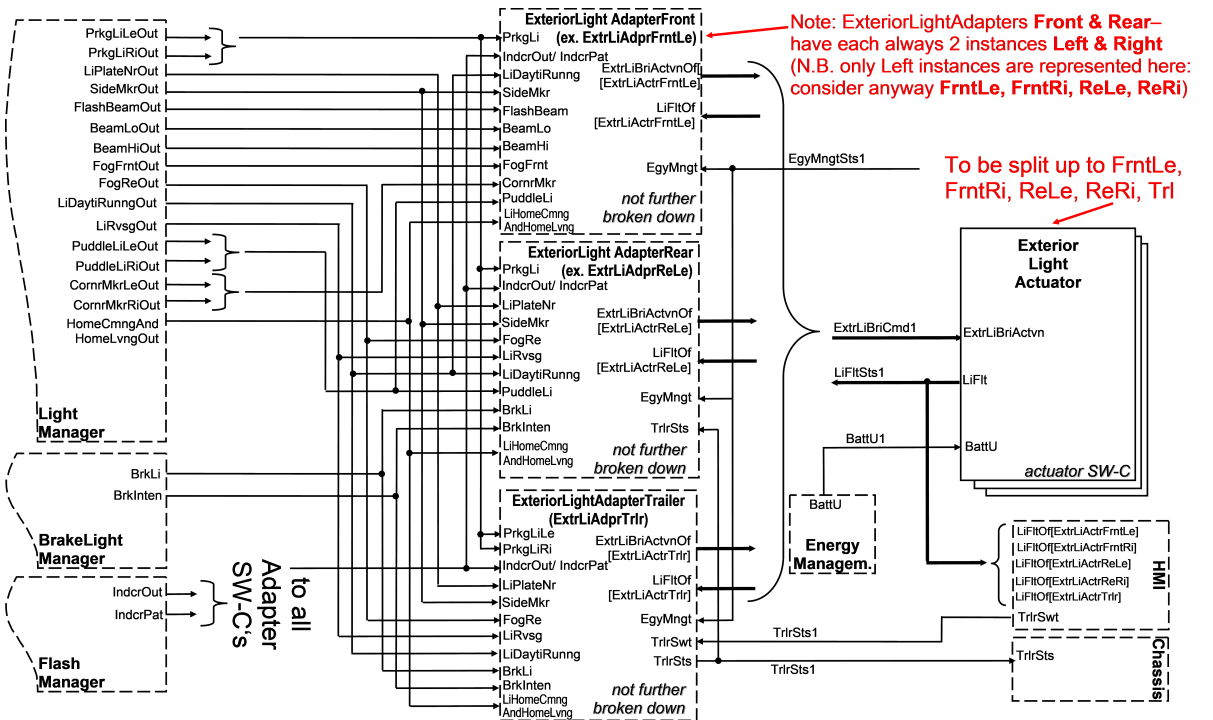 PrkgLiLeOut
PrkgLiRiOut
LiPlateNrOut
SideMkrOut
FlashBeamOut
BeamLoOut
BeamHiOut
FogFrntOut
FogReOut
LiDaytiRunngOut
LiRvsgOut
PuddleLiLeOut
PuddleLiRiOut
CornrMkrLeOut
CornrMkrRiOut
HomeCmngAnd
HomeLvngOut
Light
Manager
BrkLi
BrkInten
BrakeLight
Manager
IndcrOut
IndcrPat
Flash
Manager
to all
Adapter
SW-C's
ExteriorLight AdapterFront
(ex. ExtrLiAdprFrntLe)
PrkgLi
IndcrOut/ IndcrPat
LiDaytiRunng
SideMkr
FlashBeam
BeamLo
BeamHi
FogFrnt
CornrMkr
PuddleLi
LiHomeCmng
AndHomeLvng
ExtrLiBriActvnOf[
[ExtrLiActrFrntLe]
LiFltOf
[ExtrLiActrFrntLe]
EgyMngt
not further
broken down
ExteriorLight AdapterRear
(ex. ExtrLiAdprReLe)
PrkgLi
IndcrOut/ IndcrPat
LiPlateNr
SideMkr
FogRe
LiRvsg
LiDaytiRunng
PuddleLi
BrkLi
BrkInten
LiHomeCmng
AndHomeLvng
ExtrLiBriActvnOf
[ExtrLiActrReLe]
LiFltOf
[ExtrLiActrReLe]
EgyMngt
TrlrSts
not further
broken down
ExteriorLightAdapterTrailer
(ExtrLiAdprTrlr)
PrkgLiLe
PrkgLiRi
IndcrOut/ IndcrPat
LiPlateNr
SideMkr
FogRe
LiRvsg
LiDaytiRunng
BrkLi
BrkInten
LiHomeCmng
AndHomeLvng
ExtrLiBriActvnOf
[ExtrLiActrTrlr]
LiFltOf
[ExtrLiActrTrlr]
EgyMngt
TrlrSwt
TrlrSts
not further
broken down
Note: ExteriorLightAdapters Front & Rear–
have each always 2 instances Left & Right
(N.B. only Left instances are represented here:
consider anyway FrntLe, FrntRi, ReLe, ReRi)
EgyMngtSts1
To be split up to FrntLe,
FrntRi, ReLe, ReRi, Trl
Exterior
Light
Actuator
ExtrLiBriCmd1
ExtrLiBriActvn
LiFltSts1
LiFlt
BattU1
BattU
actuator SW-C
BattU
Energy
Managem.
LiFltOf[ExtrLiActrFrntLe]
LiFltOf[ExtrLiActrFrntRi]
LiFltOf[ExtrLiActrReLe]
LiFltOf[ExtrLiActrReRi]
LiFltOf[ExtrLiActrTrlr]
TrlrSwt
HMI
TrlrSts1
TrlrSts1
TrlrSts
Chassis